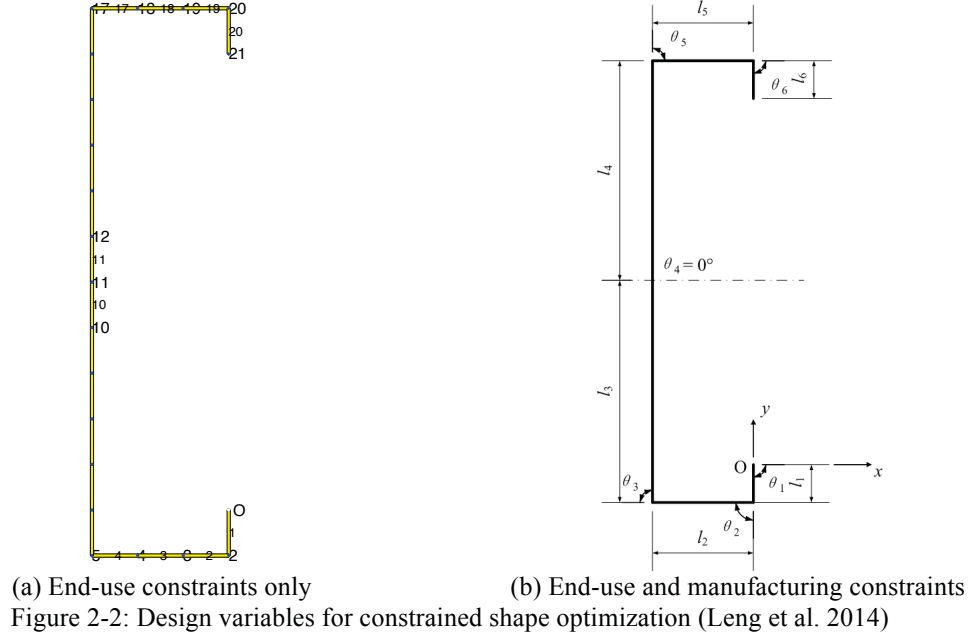 17 17 18 18 19 19 20
20
21
12
11
11
10
10
O
1
5 4 4 3 3 2 2
l5
θ5
θ6
l6
l4
θ4 = 0°
l3
y
O
x
θ3
θ1
l1
θ2
l2
(a) End-use constraints only
(b) End-use and manufacturing constraints
Figure 2-2: Design variables for constrained shape optimization (Leng et al. 2014)